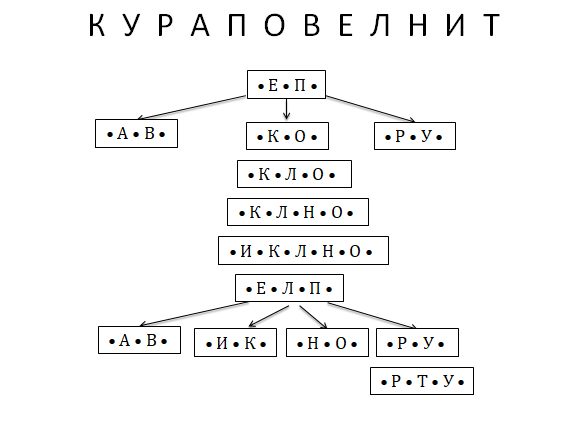 К У Р А П О В Е Л Н И Т
• Е • П •
• А • В •
• К • О •
• Р • У •
• К • Л • О •
• К • Л • Н • О •
• И • К • Л • Н • О •
• Е • Л • П •
• А • В •
• И • К •
• Н • О •
• Р • У •
• Р • Т • У •